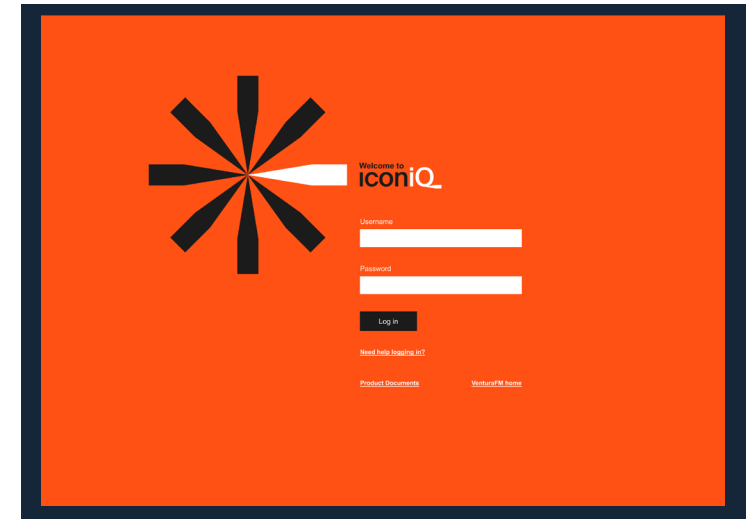 Welcome to
iconiQ
Username
Password
Log in
Need help logging in?
Product Documents
VenturaFM home